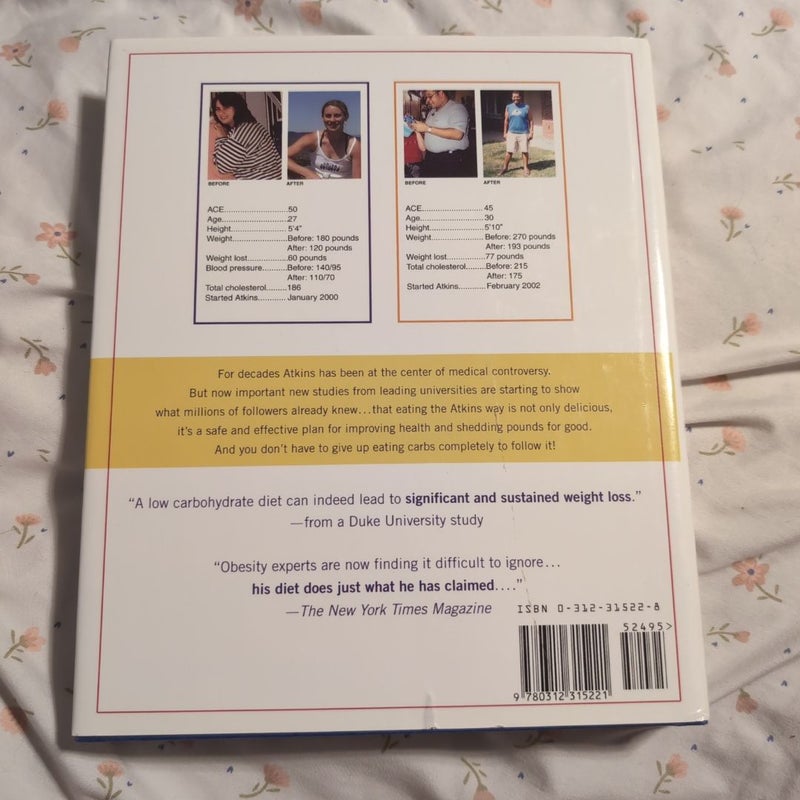 BEFORE AFTER
ACE........................50
Age........................27
Height.....................5'4"
Weight.....................Before: 180 pounds
After: 120 pounds
Weight lost................60 pounds
Blood pressure.............Before: 140/95
After: 110/70
Total cholesterol..........186
Started Atkins.............January 2000
BEFORE AFTER
ACE........................45
Age........................30
Height.....................5'10"
Weight.....................Before: 270 pounds
After: 193 pounds
Weight lost................77 pounds
Total cholesterol..........Before: 215
After: 175
Started Atkins.............February 2002
For decades Atkins has been at the center of medical controversy.
But now important new studies from leading universities are starting to show
what millions of followers already knew...that eating the Atkins way is not only delicious,
it's a safe and effective plan for improving health and shedding pounds for good.
And you don't have to give up eating carbs completely to follow it!
"A low carbohydrate diet can indeed lead to significant and sustained weight loss."
—from a Duke University study
"Obesity experts are now finding it difficult to ignore...
his diet does just what he has claimed...."
—The New York Times Magazine
ISBN 0-312-31522-8
52495>
9 780312 315221